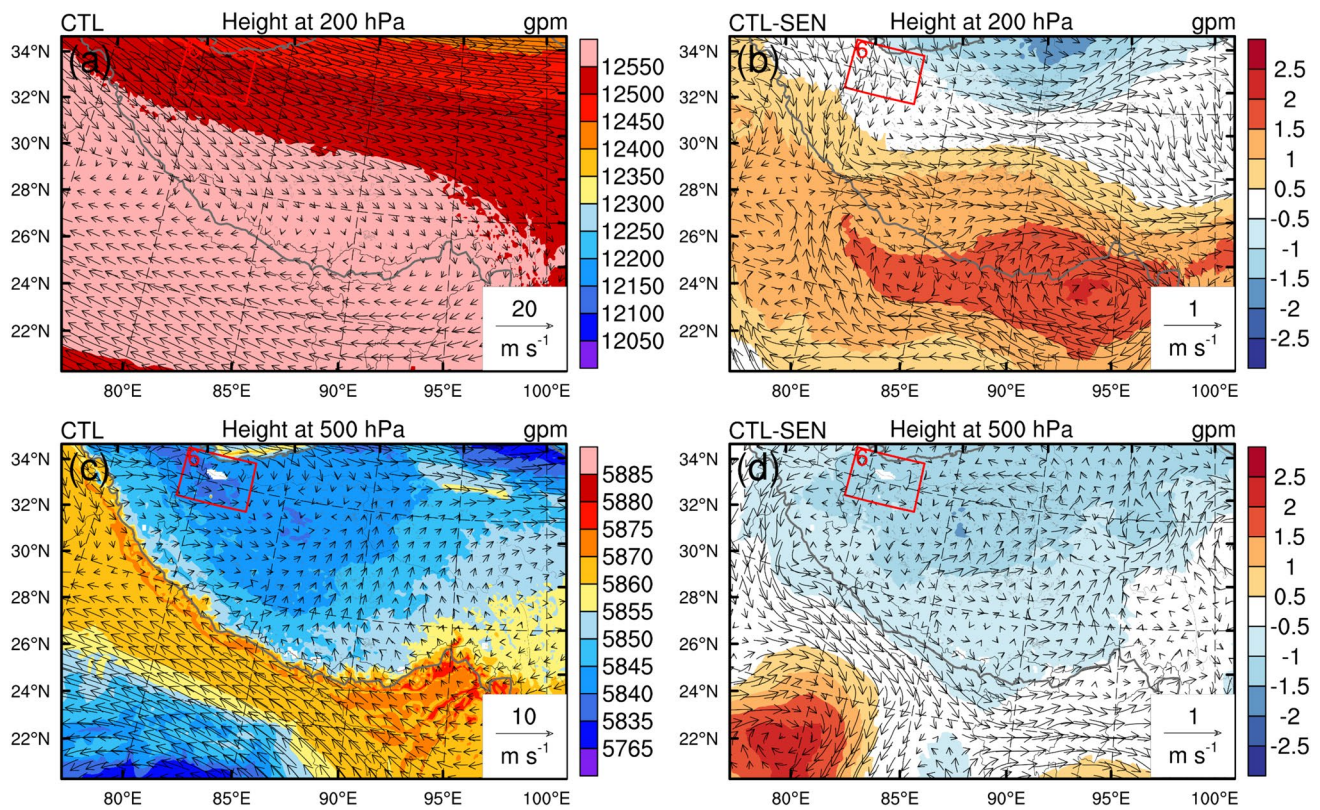 CTL Height at 200 hPa gpm
(a)
34°N
32°N
30°N
28°N
26°N
24°N
22°N
80°E 85°E 90°E 95°E 100°E
20
m s-1
12550
12500
12450
12400
12350
12300
12250
12200
12150
12100
12050
CTL-SEN Height at 200 hPa gpm
(b)
6
34°N
32°N
30°N
28°N
26°N
24°N
22°N
80°E 85°E 90°E 95°E 100°E
1
m s-1
2.5
2
1.5
1
0.5
-0.5
-1
-1.5
-2
-2.5
CTL Height at 500 hPa gpm
(c)
6
34°N
32°N
30°N
28°N
26°N
24°N
22°N
80°E 85°E 90°E 95°E 100°E
10
m s-1
5885
5880
5875
5870
5860
5855
5850
5845
5840
5835
5765
CTL-SEN Height at 500 hPa gpm
(d)
6
34°N
32°N
30°N
28°N
26°N
24°N
22°N
80°E 85°E 90°E 95°E 100°E
1
m s-1
2.5
2
1.5
1
0.5
-0.5
-1
-1.5
-2
-2.5